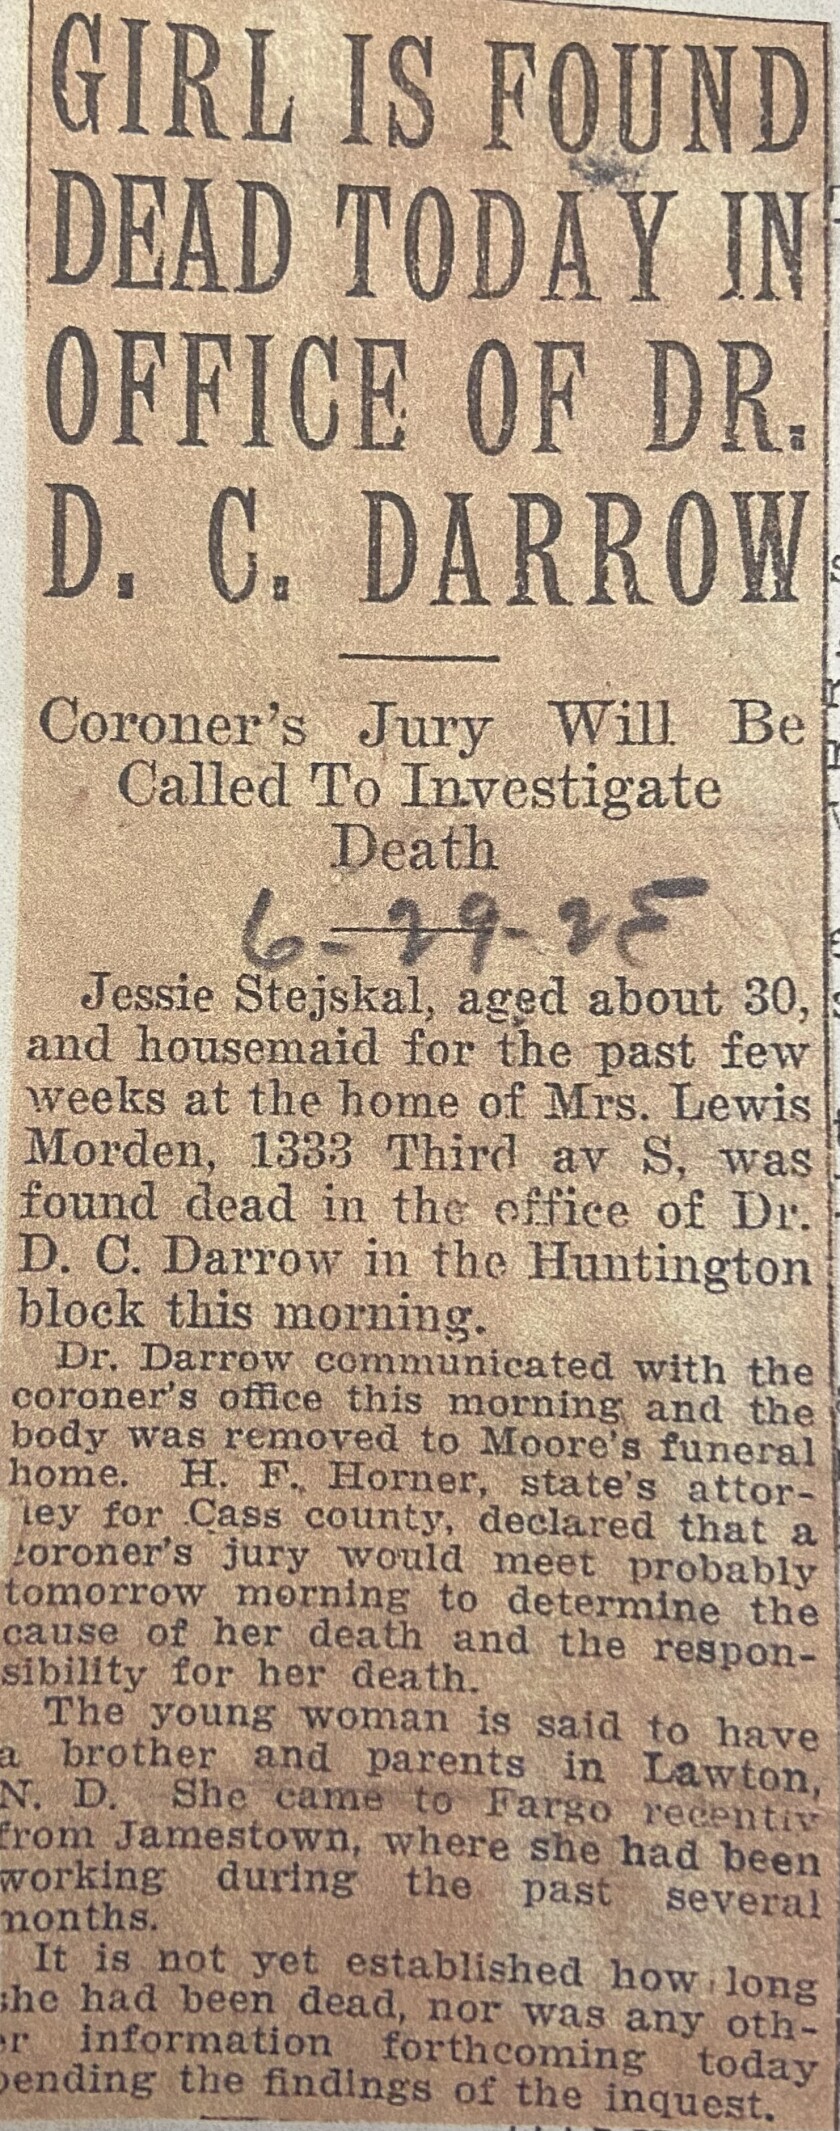 GIRL IS FOUND
DEAD TODAY IN
OFFICE OF DR.
D. C. DARROW
Coroner's Jury Will Be
Called To Investigate
Death
6-29-25
Jessie Stejskal, aged about 30,
and housemaid for the past few
weeks at the home of Mrs. Lewis
Morden, 1333 Third av S, was
found dead in the office of Dr.
D. C. Darrow in the Huntington
block this morning.
Dr. Darrow communicated with the
coroner's office this morning and the
body was removed to Moore's funeral
home. H. F. Horner, state's attor-
ney for Cass county, declared that a
coroner's jury would meet probably
tomorrow morning to determine the
cause of her death and the respon-
sibility for her death.
The young woman is said to have
a brother and parents in Lawton,
N. D. She came to Fargo recently
from Jamestown, where she had been
working during the past several
months.
It is not yet established how long
she had been dead, nor was any oth-
er information forthcoming today
pending the findings of the inquest.